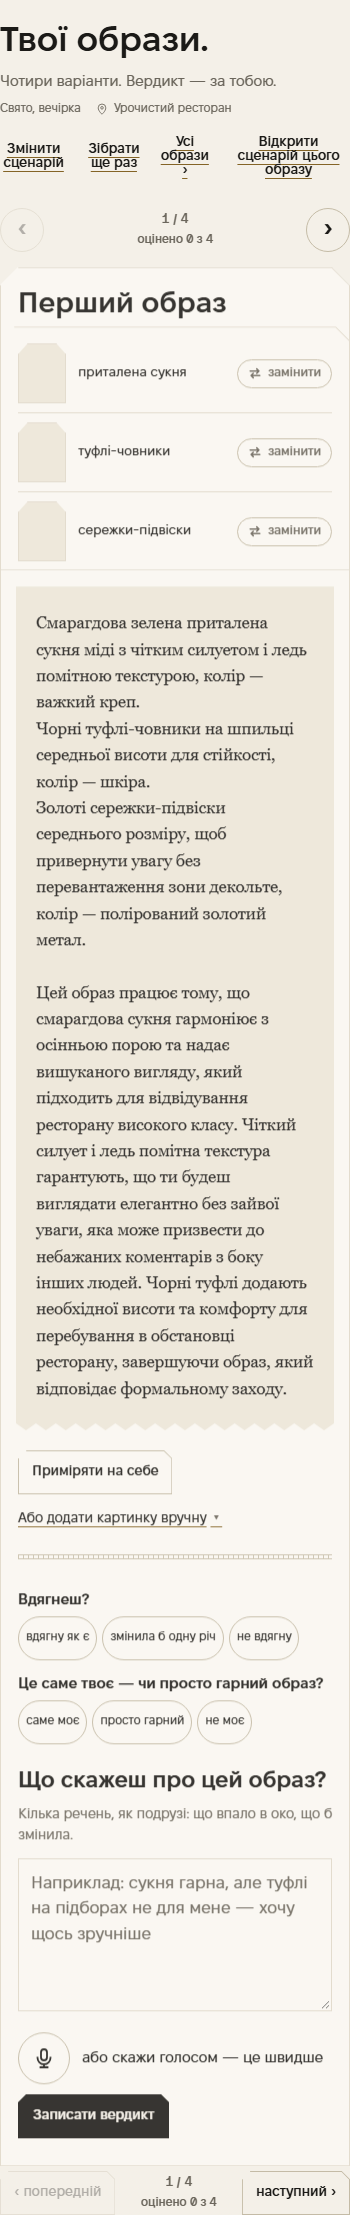 Твої образи.
Чотири варіанти. Вердикт — за тобою.
Свято, вечірка Урочистий ресторан
Змінити сценарій
Зібрати ще раз
Усі образи ›
Відкрити сценарій цього образу
‹
1 / 4
оцінено 0 з 4
›
Перший образ
приталена сукня
замінити
туфлі-човники
замінити
сережки-підвіски
замінити
Смарагдова зелена приталена
сукня міді з чітким силуетом і ледь
помітною текстурою, колір —
важкий креп.
Чорні туфлі-човники на шпильці
середньої висоти для стійкості,
колір — шкіра.
Золоті сережки-підвіски
середнього розміру, щоб
привернути увагу без
перевантаження зони декольте,
колір — полірований золотий
метал.
Цей образ працює тому, що
смарагдова сукня гармоніює з
осінньою порою та надає
вишуканого вигляду, який
підходить для відвідування
ресторану високого класу. Чіткий
силует і ледь помітна текстура
гарантують, що ти будеш
виглядати елегантно без зайвої
уваги, яка може призвести до
небажаних коментарів з боку
інших людей. Чорні туфлі додають
необхідної висоти та комфорту для
перебування в обстановці
ресторану, завершуючи образ, який
відповідає формальному заходу.
Приміряти на себе
Або додати картинку вручну
Вдягнеш?
вдягну як є
змінила б одну річ
не вдягну
Це саме твоє — чи просто гарний образ?
саме моє
просто гарний
не моє
Що скажеш про цей образ?
Кілька речень, як подрузі: що впало в око, що б
змінила.
Наприклад: сукня гарна, але туфлі
на підборах не для мене — хочу
щось зручніше
або скажи голосом — це швидше
Записати вердикт
‹ попередній
1 / 4
оцінено 0 з 4
наступний ›